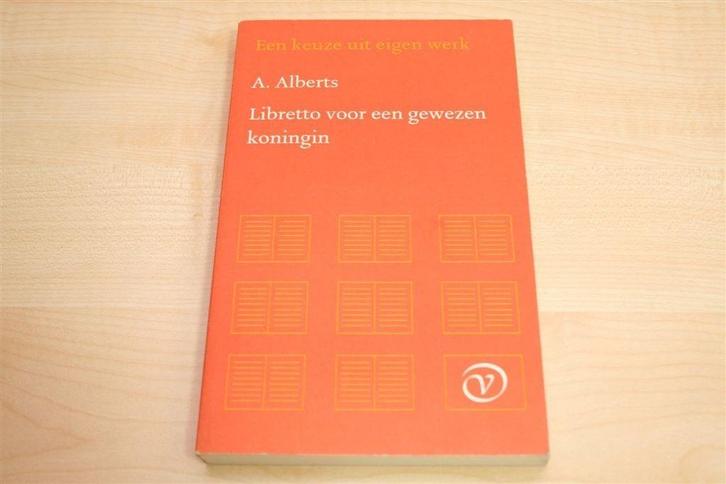 Een keuze uit eigen werk
A. Alberts
Libretto voor een gewezen
koningin
V